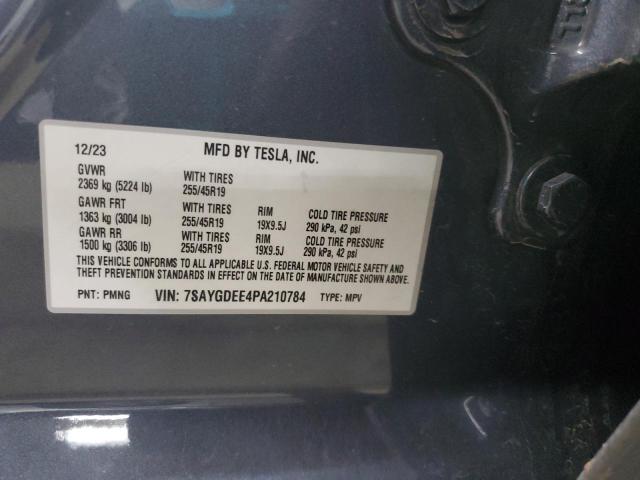 12/23 MFD BY TESLA, INC.
GVWR WITH TIRES
2369 kg (5224 lb) 255/45R19
GAWR FRT WITH TIRES RIM COLD TIRE PRESSURE
1363 kg (3004 lb) 255/45R19 19X9.5J 290 kPa, 42 psi
GAWR RR WITH TIRES RIM COLD TIRE PRESSURE
1500 kg (3306 lb) 255/45R19 19X9.5J 290 kPa, 42 psi
THIS VEHICLE CONFORMS TO ALL APPLICABLE U.S. FEDERAL MOTOR VEHICLE SAFETY AND
THEFT PREVENTION STANDARDS IN EFFECT ON THE DATE OF MANUFACTURE SHOWN ABOVE.
PNT: PMNG VIN: 7SAYGDEE4PA210784 TYPE: MPV